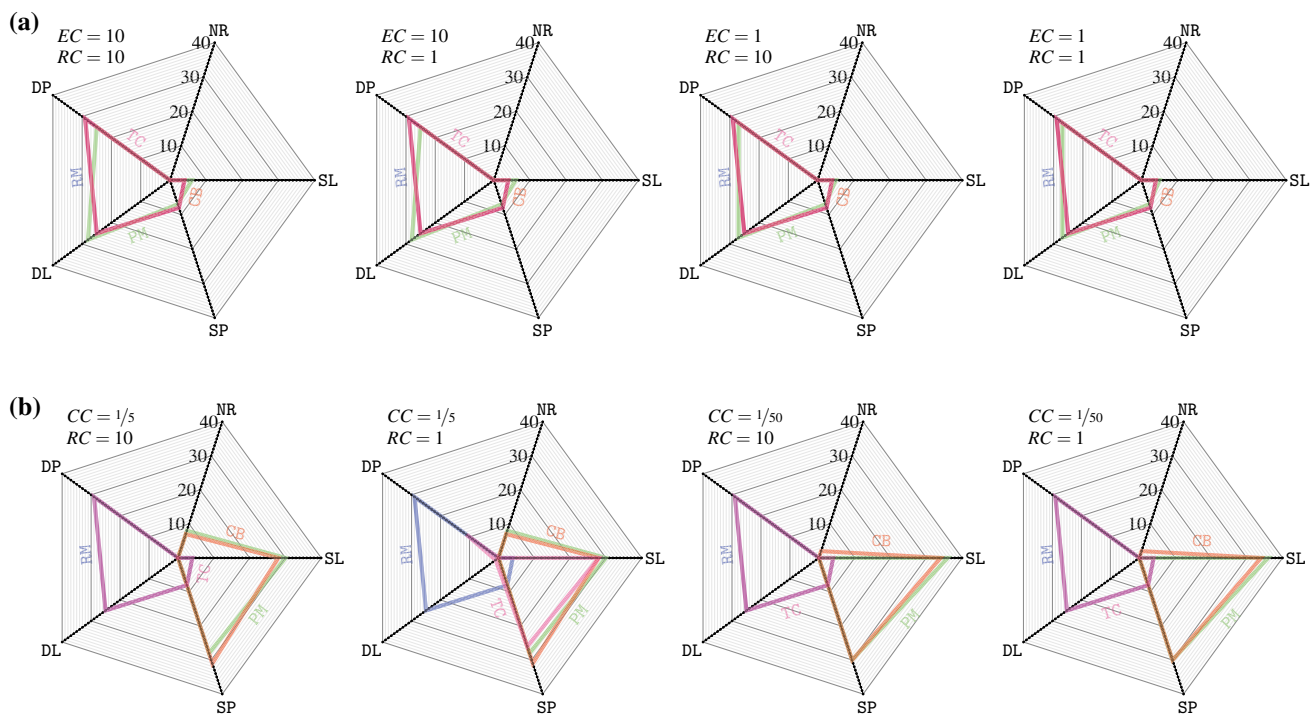 (a)
EC = 10
RC = 10
NR
40
30
20
10
DP
TC
RM
SL
CB
PM
DL
SP
EC = 10
RC = 1
NR
40
30
20
10
DP
TC
RM
SL
CB
PM
DL
SP
EC = 1
RC = 10
NR
40
30
20
10
DP
TC
RM
SL
CB
PM
DL
SP
EC = 1
RC = 1
NR
40
30
20
10
DP
TC
RM
SL
CB
PM
DL
SP
(b)
CC = 1/5
RC = 10
NR
40
30
20
10
DP
CB
RM
SL
TC
PM
DL
SP
CC = 1/5
RC = 1
NR
40
30
20
10
DP
CB
RM
SL
TC
PM
DL
SP
CC = 1/50
RC = 10
NR
40
30
20
10
DP
CB
RM
SL
TC
PM
DL
SP
CC = 1/50
RC = 1
NR
40
30
20
10
DP
CB
RM
SL
TC
PM
DL
SP